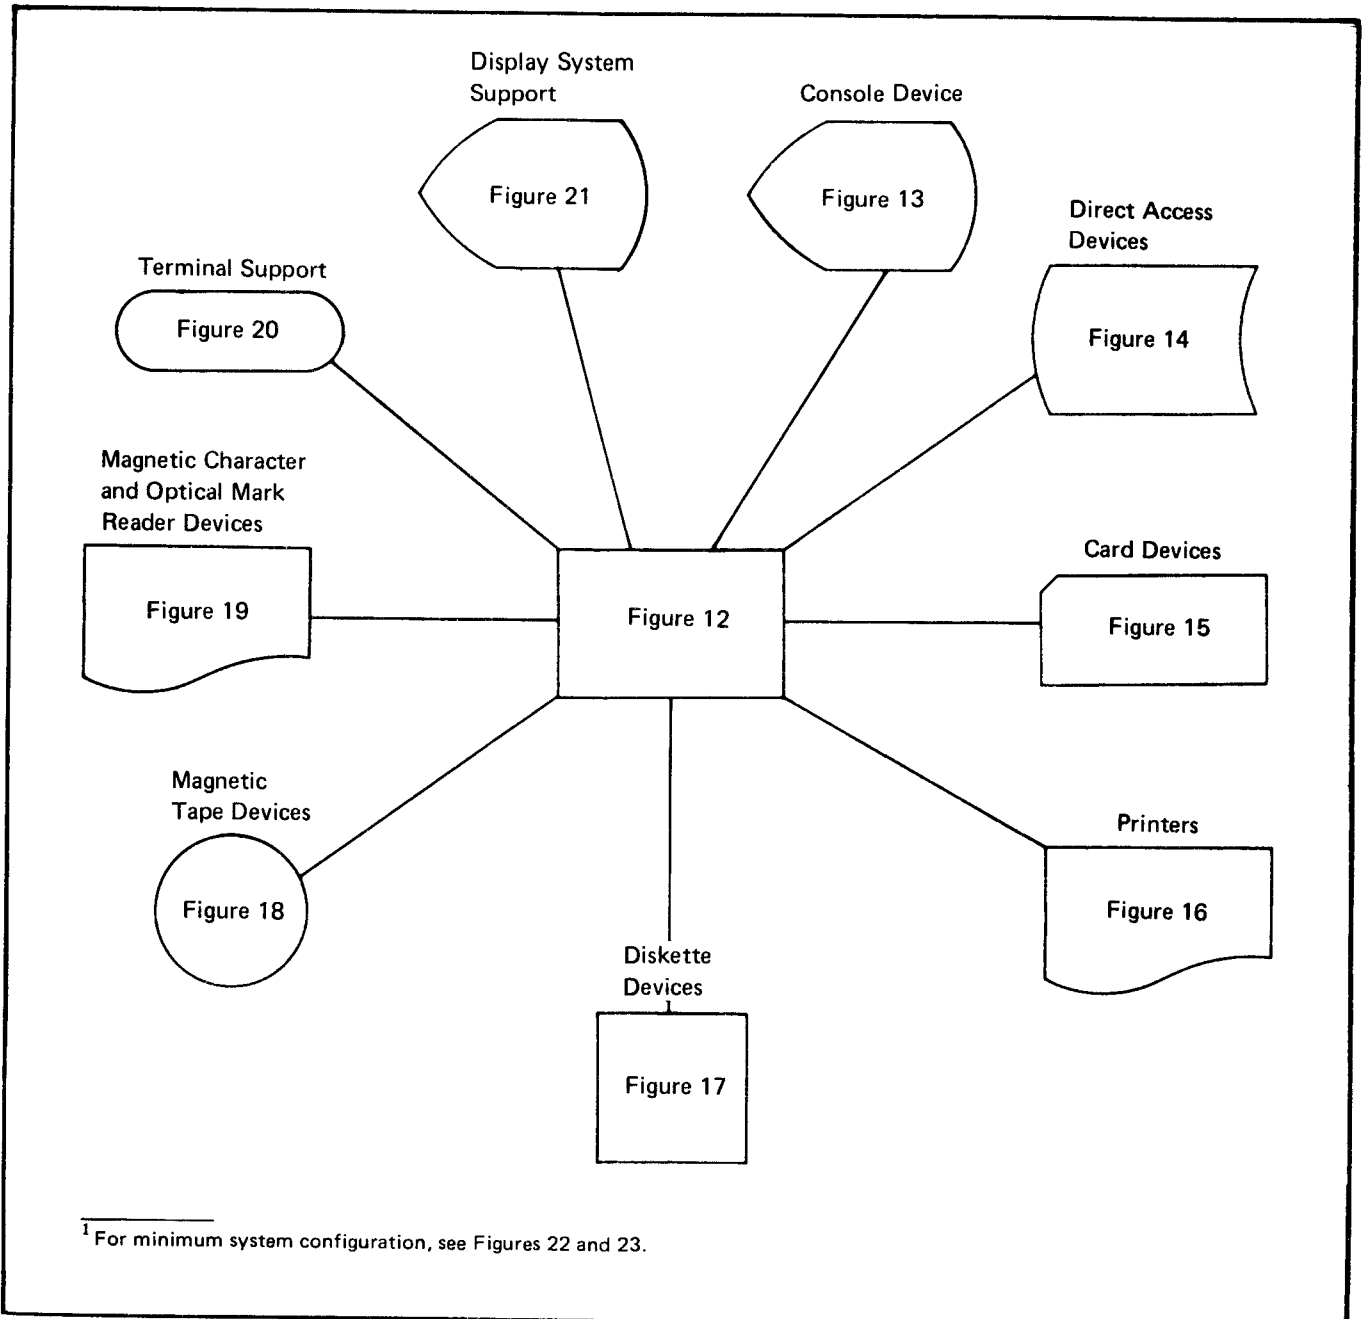 Display System
Support
Figure 21
Console Device
Figure 13
Direct Access
Devices
Figure 14
Terminal Support
Figure 20
Magnetic Character
and Optical Mark
Reader Devices
Figure 19
Figure 12
Card Devices
Figure 15
Magnetic
Tape Devices
Figure 18
Printers
Figure 16
Diskette
Devices
1
Figure 17
1 For minimum system configuration, see Figures 22 and 23.